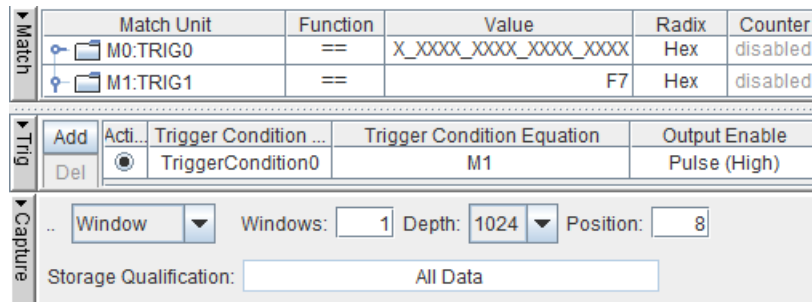 Match
Match Unit Function Value Radix Counter
M0:TRIG0 == X_XXXX_XXXX_XXXX_XXXX Hex disabled
M1:TRIG1 == F7 Hex disabled
Trig
Add Acti... Trigger Condition ... Trigger Condition Equation Output Enable
Del TriggerCondition0 M1 Pulse (High)
Capture
.. Window Windows: 1 Depth: 1024 Position: 8
Storage Qualification: All Data